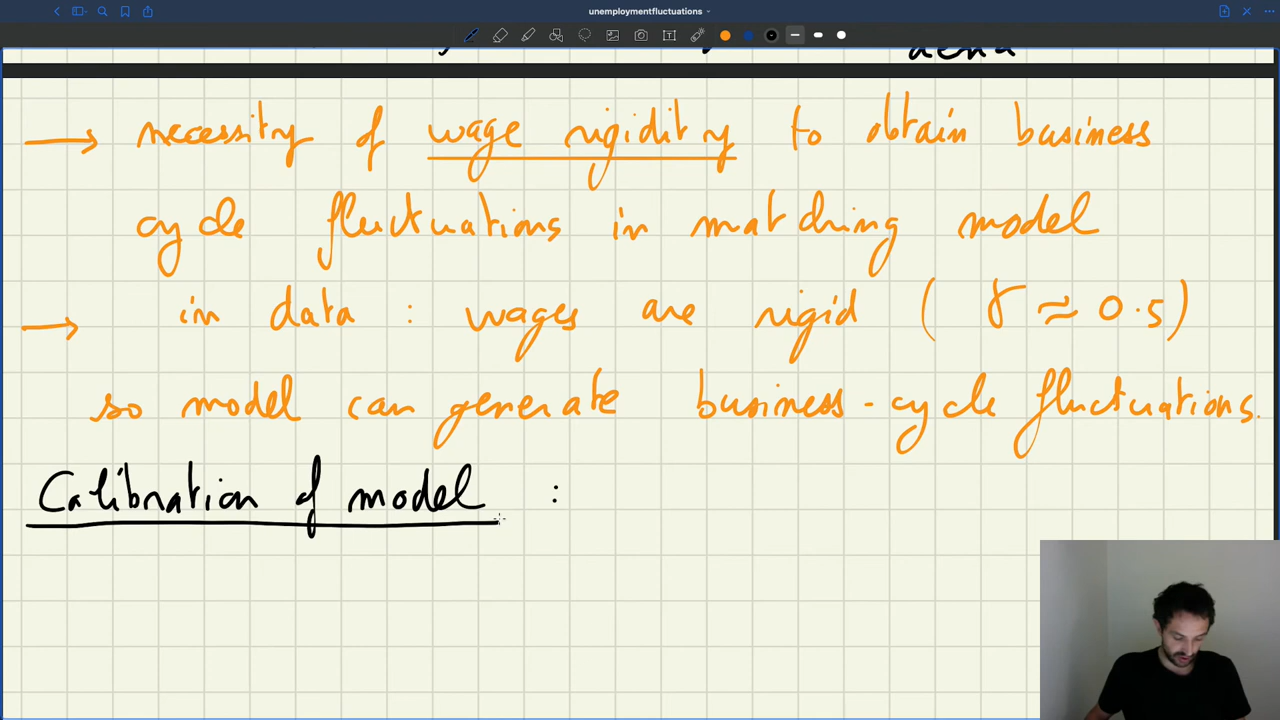 unemploymentfluctuations
→ necessity of wage rigidity to obtain business
cycle fluctuations in matching model
→ in data : wages are rigid ( γ ≈ 0.5 )
so model can generate business-cycle fluctuations.
Calibration of model :